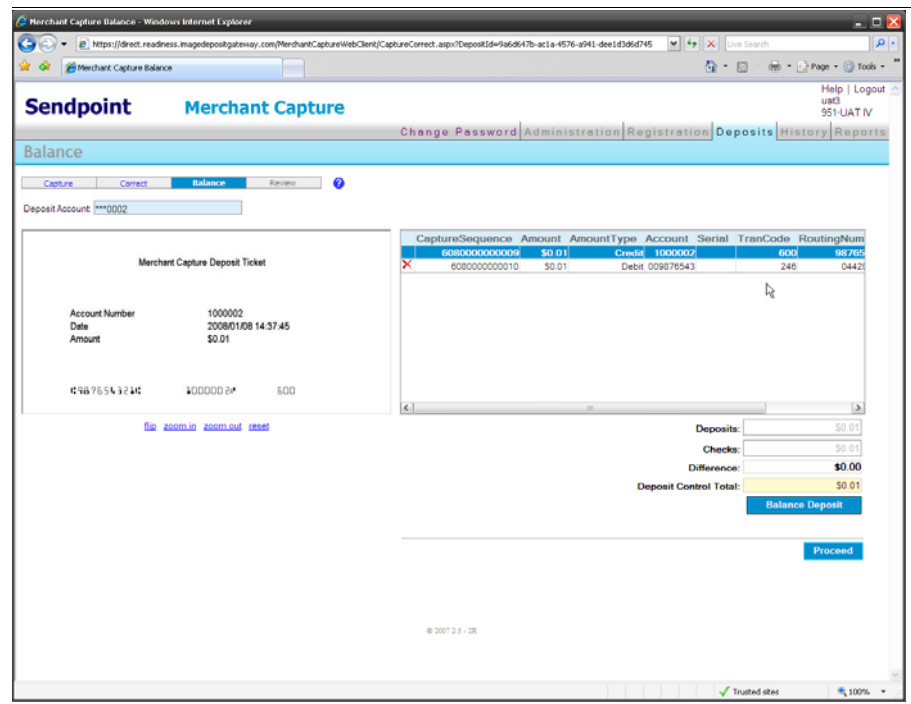 Merchant Capture Balance - Windows Internet Explorer
https://direct.readiness.imagedepositgateway.com/MerchantCaptureWebClient/CaptureCorrect.aspx?DepositId=9a6d647b-ac1a-4576-a941-dee1d3d6d745 Live Search
Merchant Capture Balance Page Tools
Help | Logout
Sendpoint Merchant Capture
uat3
951-UAT IV
Change Password Administration Registration Deposits History Reports
Balance
Capture Correct Balance Review ?
Deposit Account: ***0002
CaptureSequence Amount AmountType Account Serial TranCode RoutingNum
6080000000009 $0.01 Credit 1000002 600 98765
6080000000010 $0.01 Debit 009876543 246 0442
Merchant Capture Deposit Ticket
Account Number 1000002
Date 2008/01/08 14:37:45
Amount $0.01
⑆987654321⑆ 1000002⑈ 600
flip zoom in zoom out reset
Deposits: $0.01
Checks: $0.01
Difference: $0.00
Deposit Control Total: $0.01
Balance Deposit
Proceed
© 2007 2.5 - 2R
Trusted sites 100%